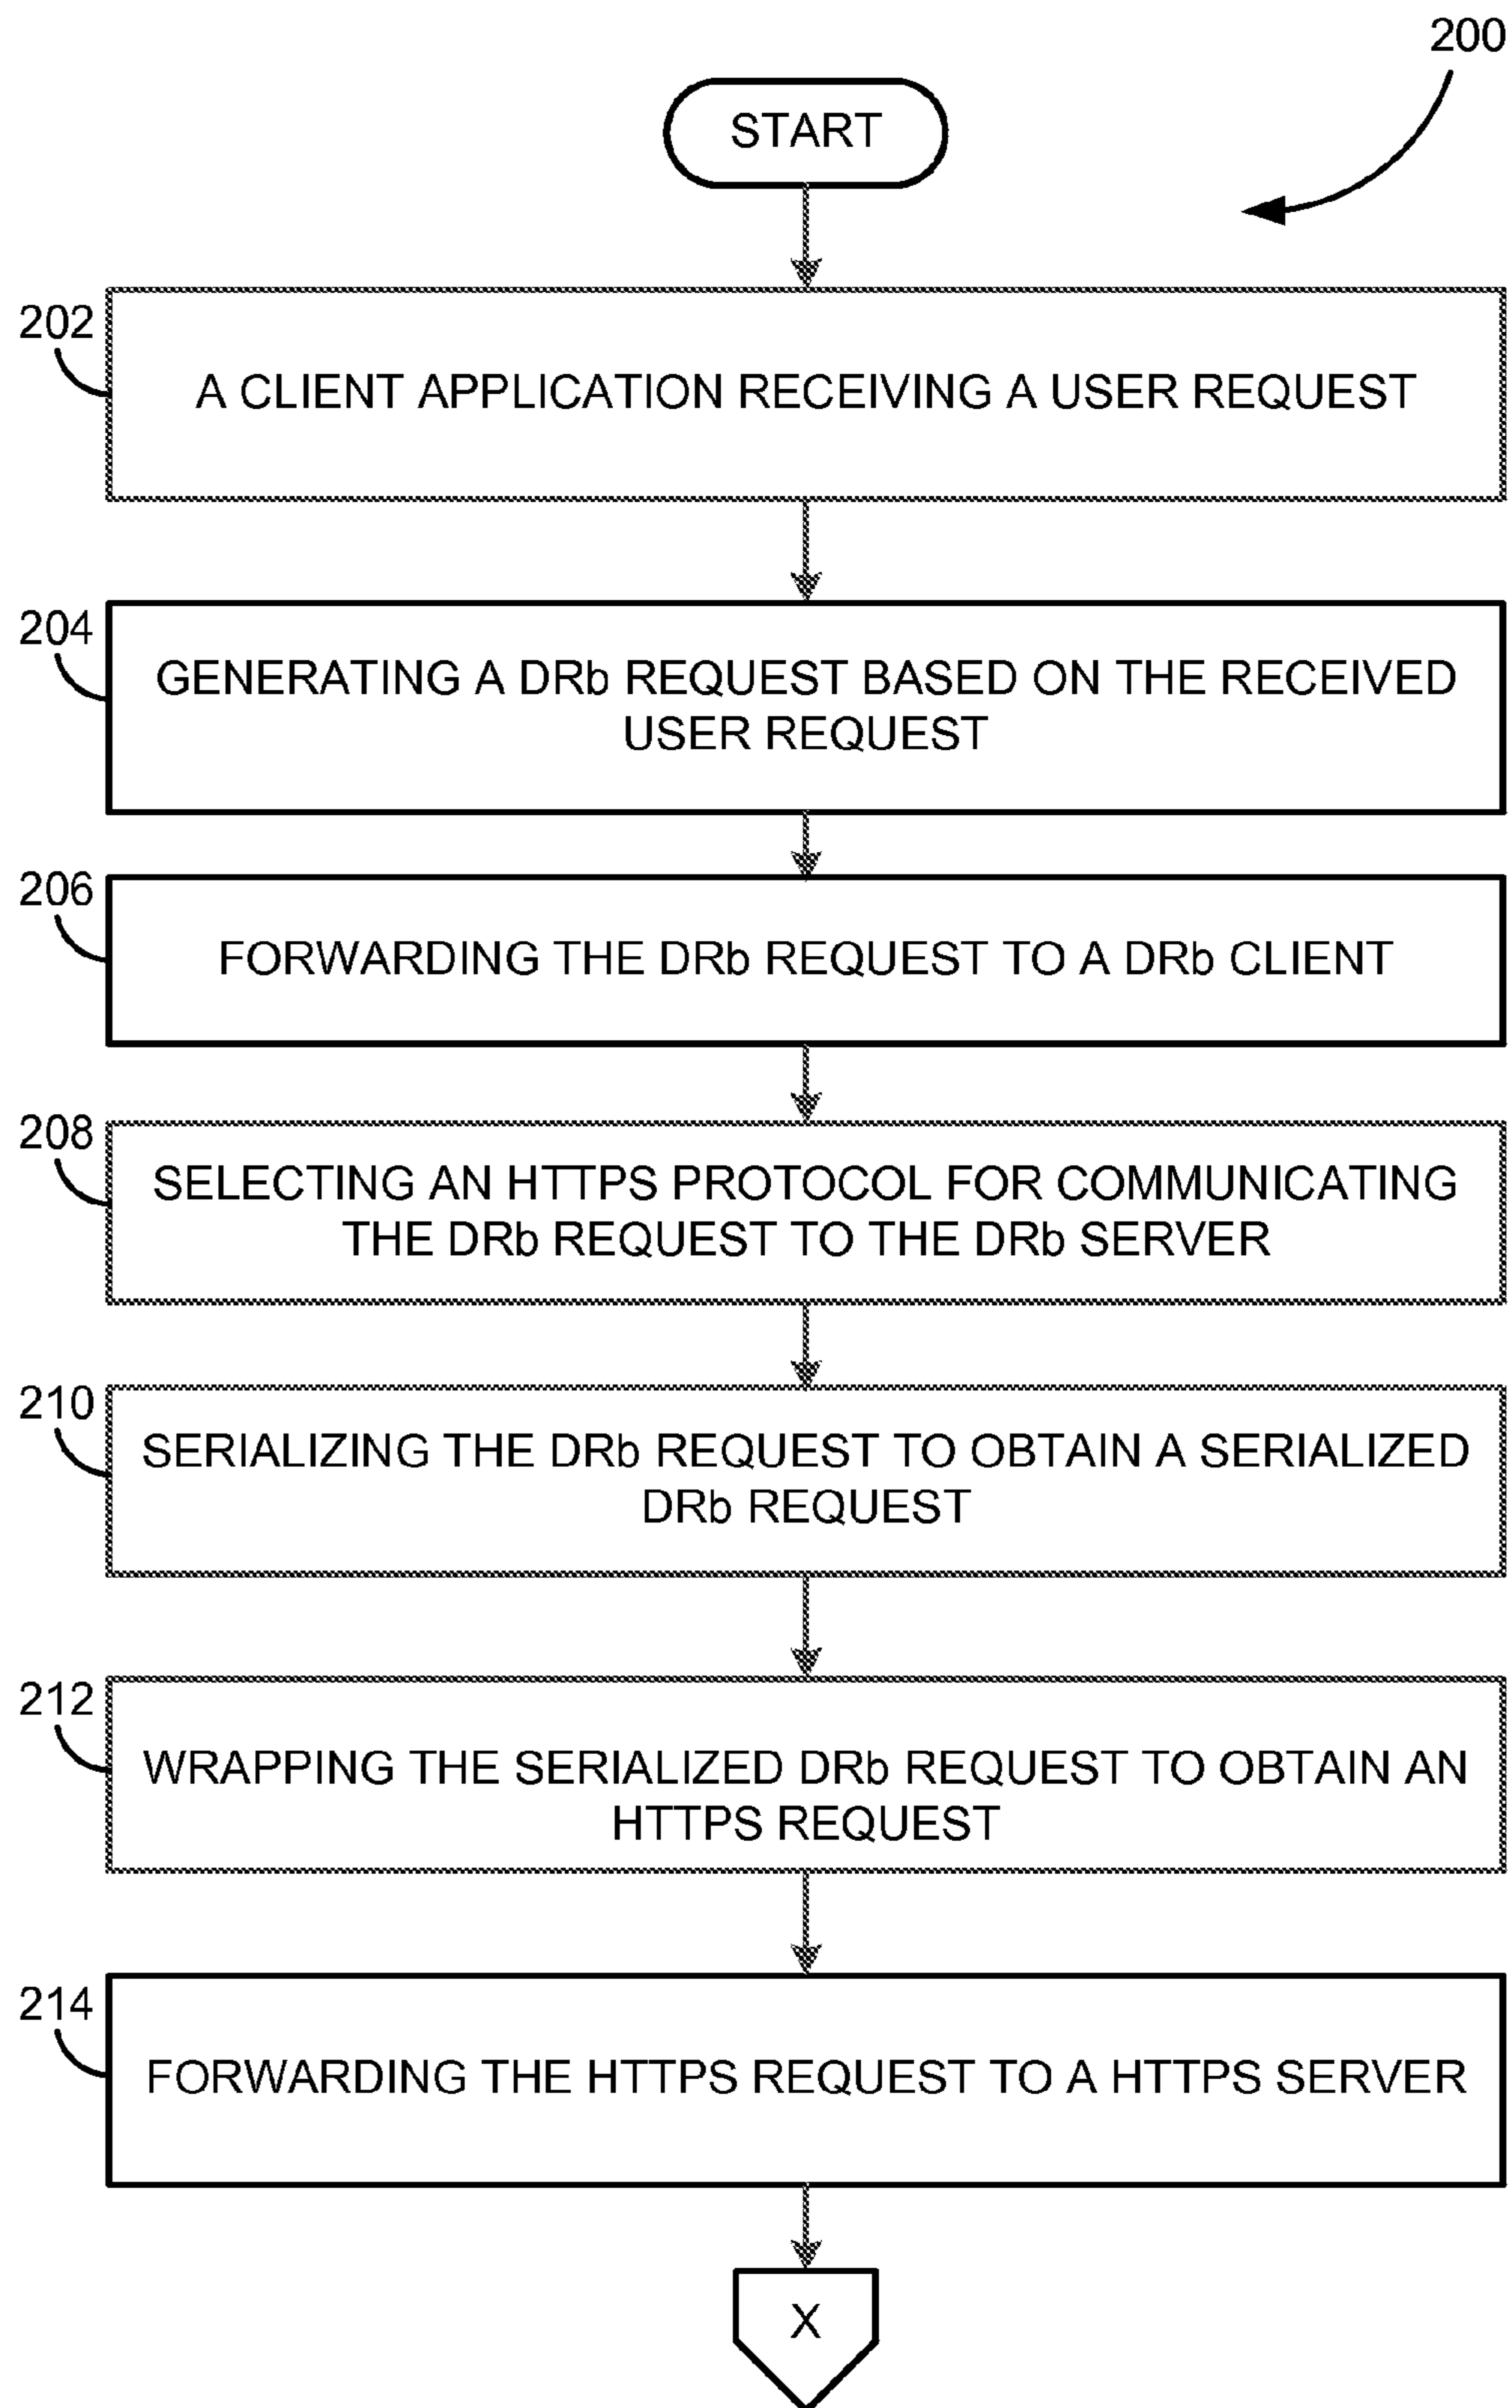 200
START
202
A CLIENT APPLICATION RECEIVING A USER REQUEST
204
GENERATING A DRb REQUEST BASED ON THE RECEIVED
USER REQUEST
206
FORWARDING THE DRb REQUEST TO A DRb CLIENT
208
SELECTING AN HTTPS PROTOCOL FOR COMMUNICATING
THE DRb REQUEST TO THE DRb SERVER
210
SERIALIZING THE DRb REQUEST TO OBTAIN A SERIALIZED
DRb REQUEST
212
WRAPPING THE SERIALIZED DRb REQUEST TO OBTAIN AN
HTTPS REQUEST
214
FORWARDING THE HTTPS REQUEST TO A HTTPS SERVER
X